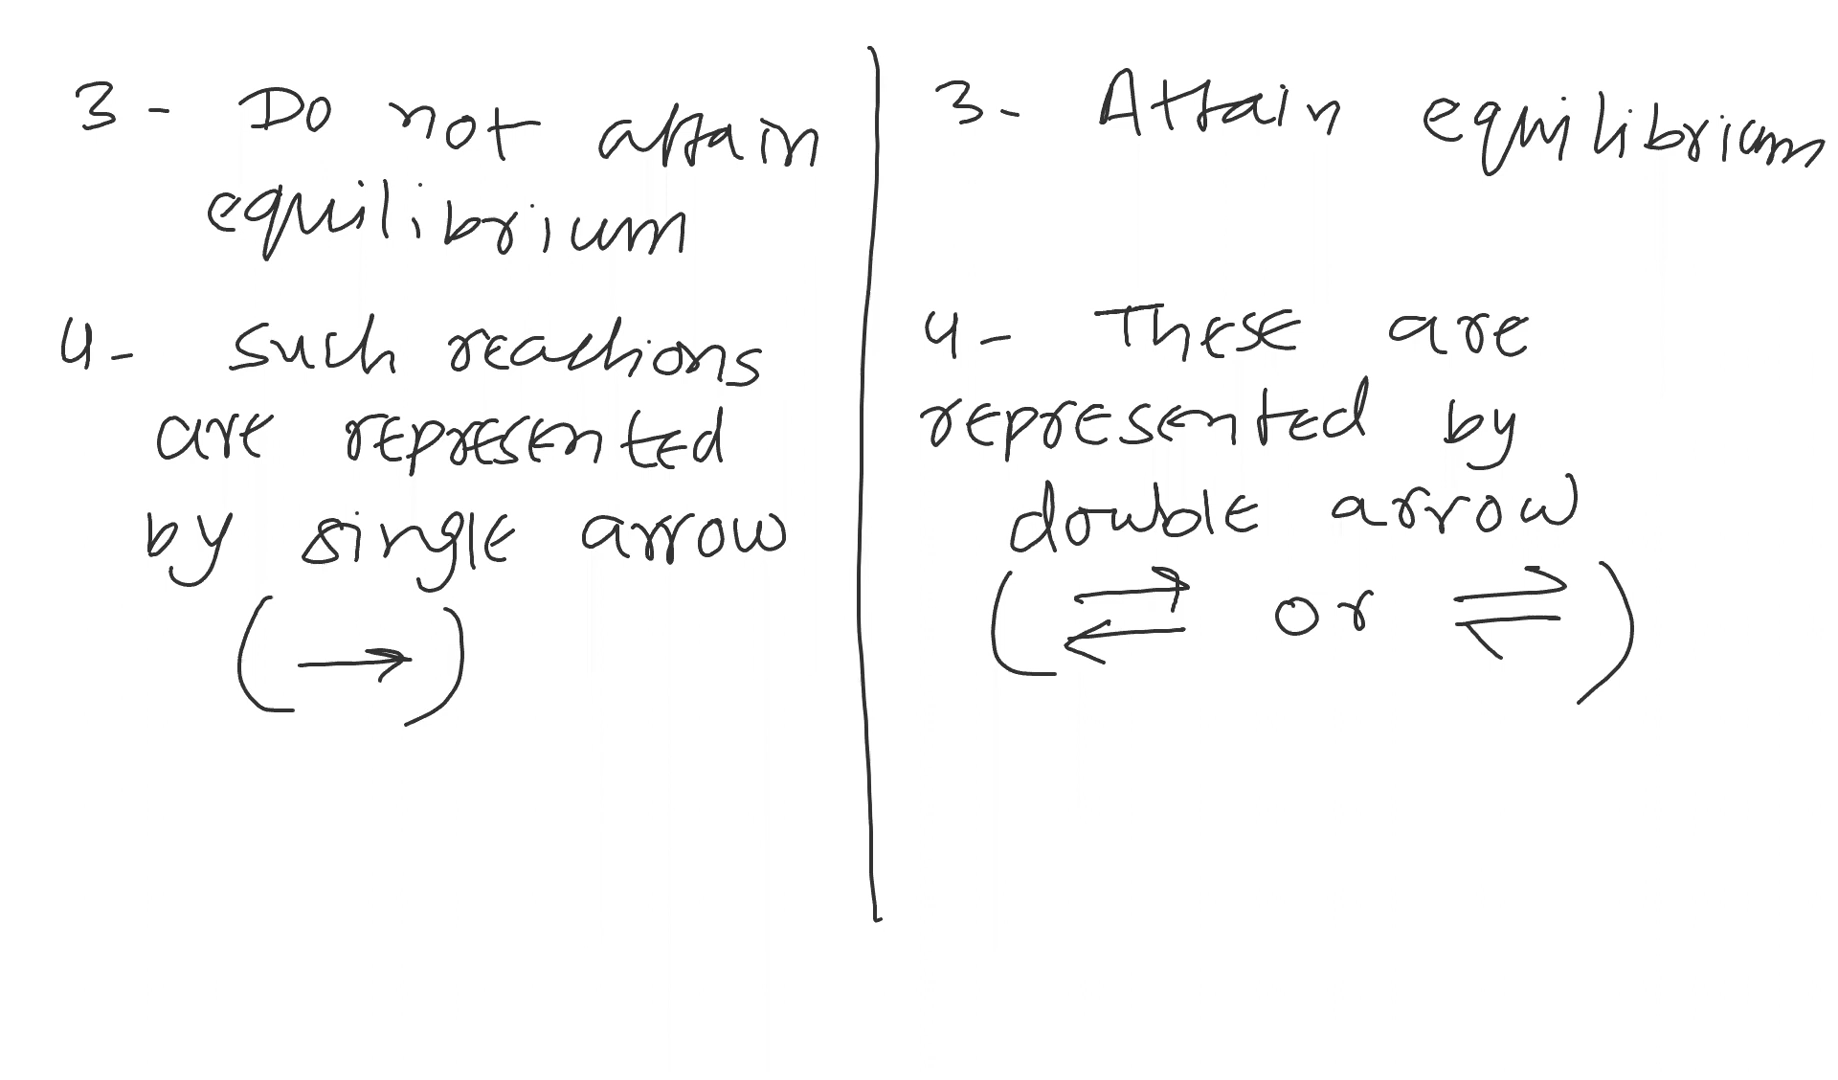 3- Do not attain
equilibrium
4- such reactions
are represented
by single arrow
(→)
3- Attain equilibrium
4- These are
represented by
double arrow
(⇄ or ⇌)